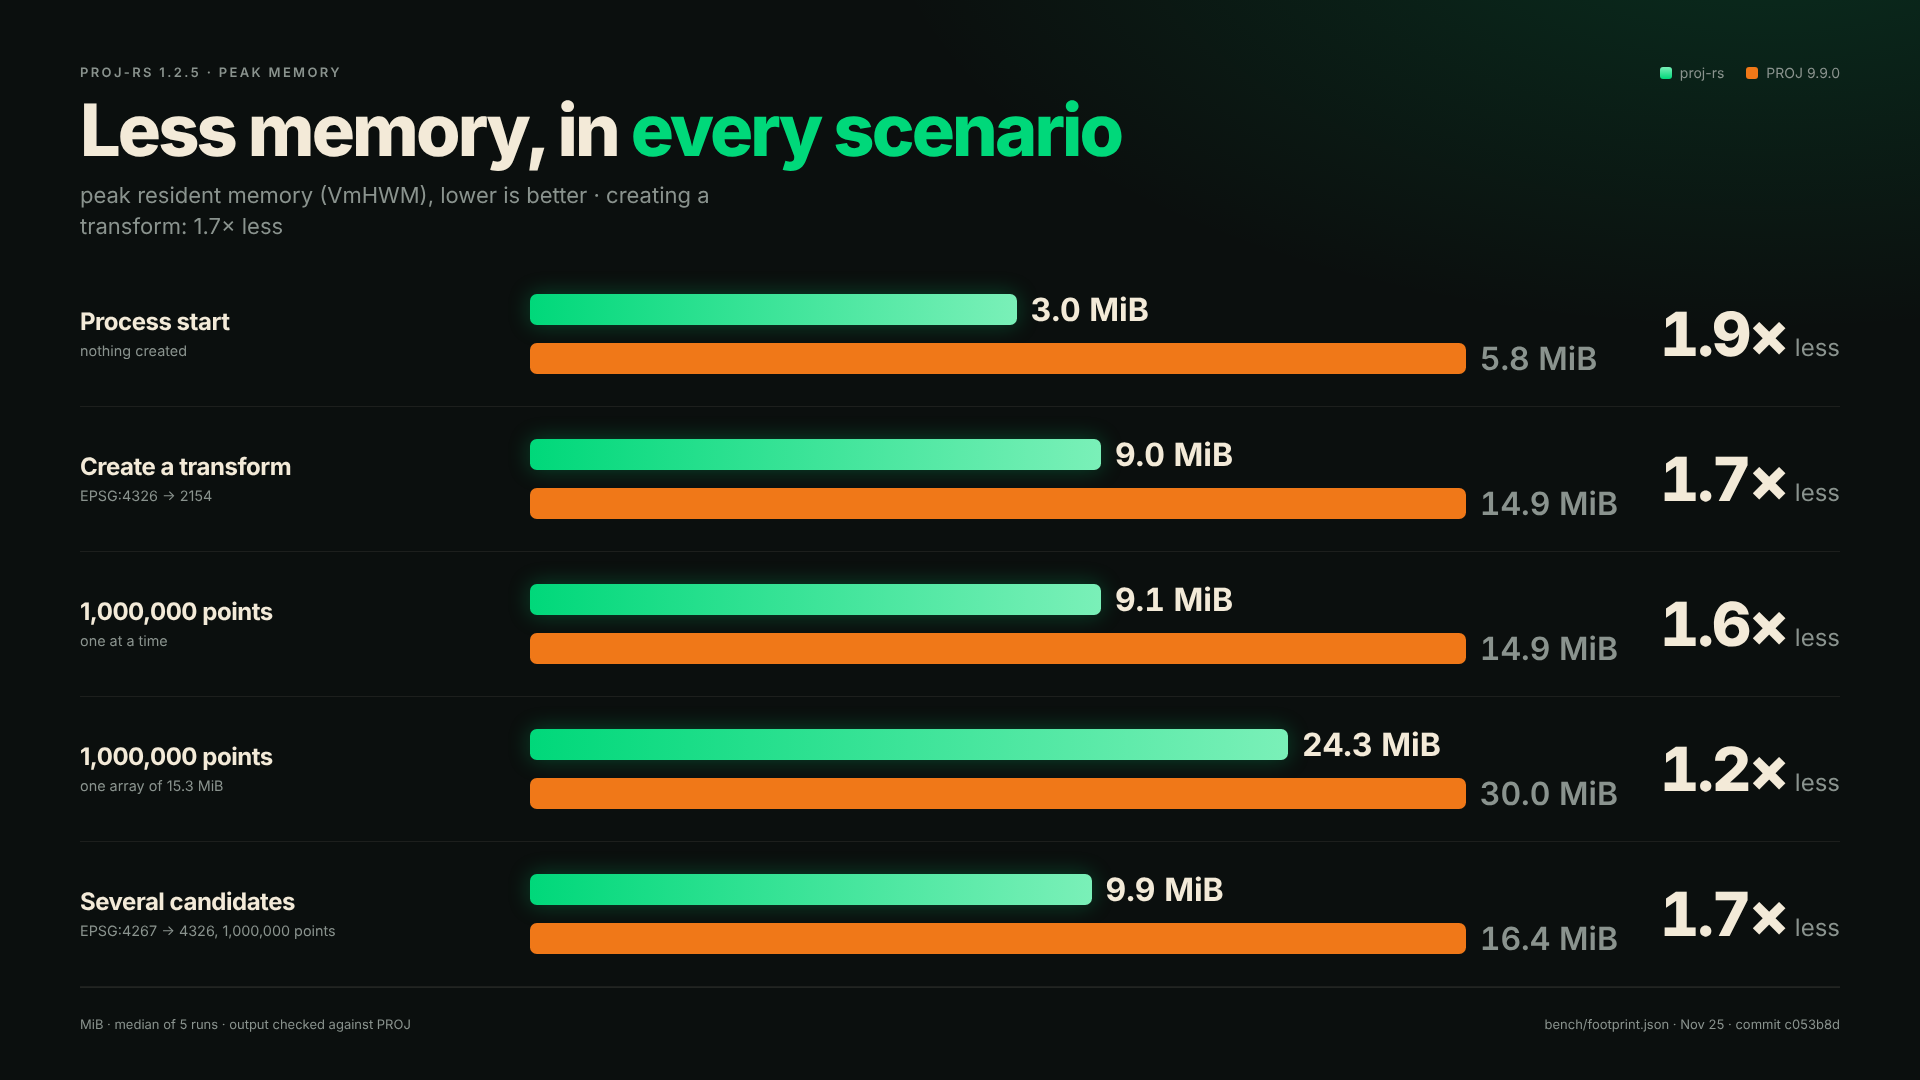 PROJ-RS 1.2.5 · PEAK MEMORY
proj-rs
PROJ 9.9.0
Less memory, in every scenario
peak resident memory (VmHWM), lower is better · creating a
transform: 1.7× less
Process start
nothing created
3.0 MiB
5.8 MiB
1.9× less
Create a transform
EPSG:4326 → 2154
9.0 MiB
14.9 MiB
1.7× less
1,000,000 points
one at a time
9.1 MiB
14.9 MiB
1.6× less
1,000,000 points
one array of 15.3 MiB
24.3 MiB
30.0 MiB
1.2× less
Several candidates
EPSG:4267 → 4326, 1,000,000 points
9.9 MiB
16.4 MiB
1.7× less
MiB · median of 5 runs · output checked against PROJ
bench/footprint.json · Nov 25 · commit c053b8d